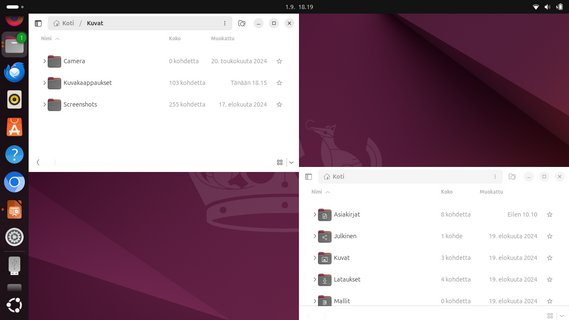 1.9. 18.19
Koti / Kuvat
Nimi Koko Muokattu
Camera 0 kohdetta 20. toukokuuta 2024
Kuvakaappaukset 103 kohdetta Tänään 18.15
Screenshots 255 kohdetta 17. elokuuta 2024
1
Koti
Nimi Koko Muokattu
Asiakirjat 8 kohdetta Eilen 10.10
Julkinen 1 kohde 19. elokuuta 2024
Kuvat 3 kohdetta 19. elokuuta 2024
Lataukset 4 kohdetta 19. elokuuta 2024
Mallit 0 kohdetta 19. elokuuta 2024